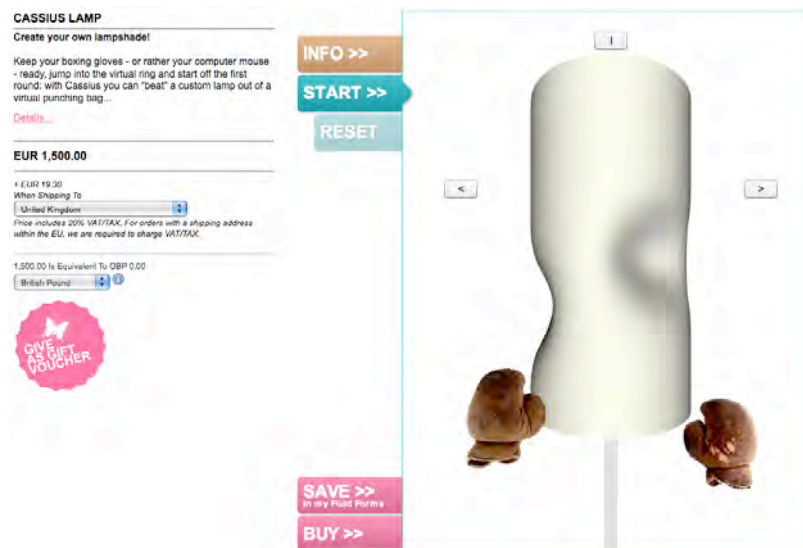 CASSIUS LAMP
Create your own lampshade!
Keep your boxing gloves - or rather your computer mouse
- ready, jump into the virtual ring and start off the first
round: with Cassius you can "beat" a custom lamp out of a
virtual punching bag...
Details...
EUR 1,500.00
+ EUR 19.30
When Shipping To
United Kingdom
Price includes 20% VAT/TAX. For orders with a shipping address
within the EU, we are required to charge VAT/TAX.
1,500.00 Is Equivalent To GBP 0.00
British Pound
i
GIVE
AS GIFT
VOUCHER
INFO >>
START >>
RESET
SAVE >>
in my Fluid Forms
BUY >>
I
<
>